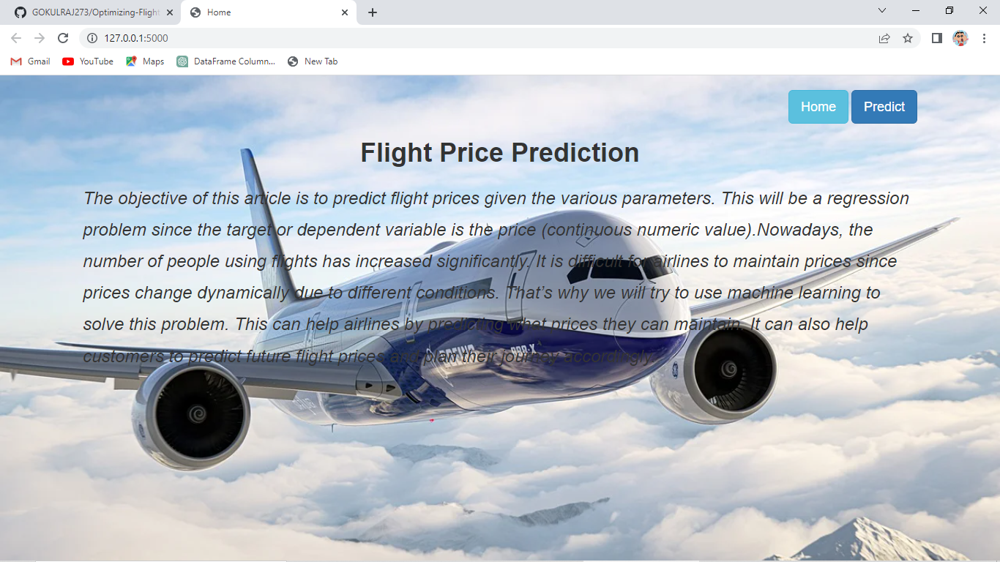 GOKULRAJ273/Optimizing-Flight
Home
127.0.0.1:5000
Gmail
YouTube
Maps
DataFrame Column...
New Tab
Home
Predict
Flight Price Prediction
The objective of this article is to predict flight prices given the various parameters. This will be a regression
problem since the target or dependent variable is the price (continuous numeric value).Nowadays, the
number of people using flights has increased significantly. It is difficult for airlines to maintain prices since
prices change dynamically due to different conditions. That’s why we will try to use machine learning to
solve this problem. This can help airlines by predicting what prices they can maintain. It can also help
customers to predict future flight prices and plan their journey accordingly.